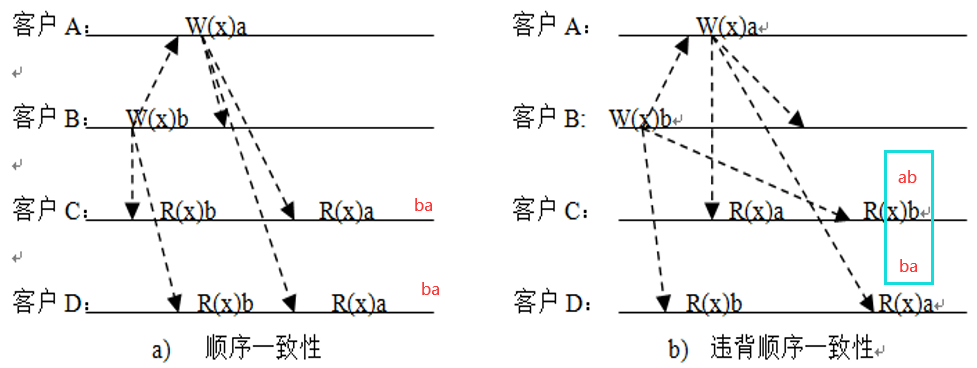 客户 A： W(x)a
客户 B： W(x)b
客户 C： R(x)b R(x)a ba
客户 D： R(x)b R(x)a ba
a) 顺序一致性
客户 A： W(x)a
客户 B: W(x)b
客户 C： R(x)a R(x)b ab
客户 D： R(x)b R(x)a ba
b) 违背顺序一致性